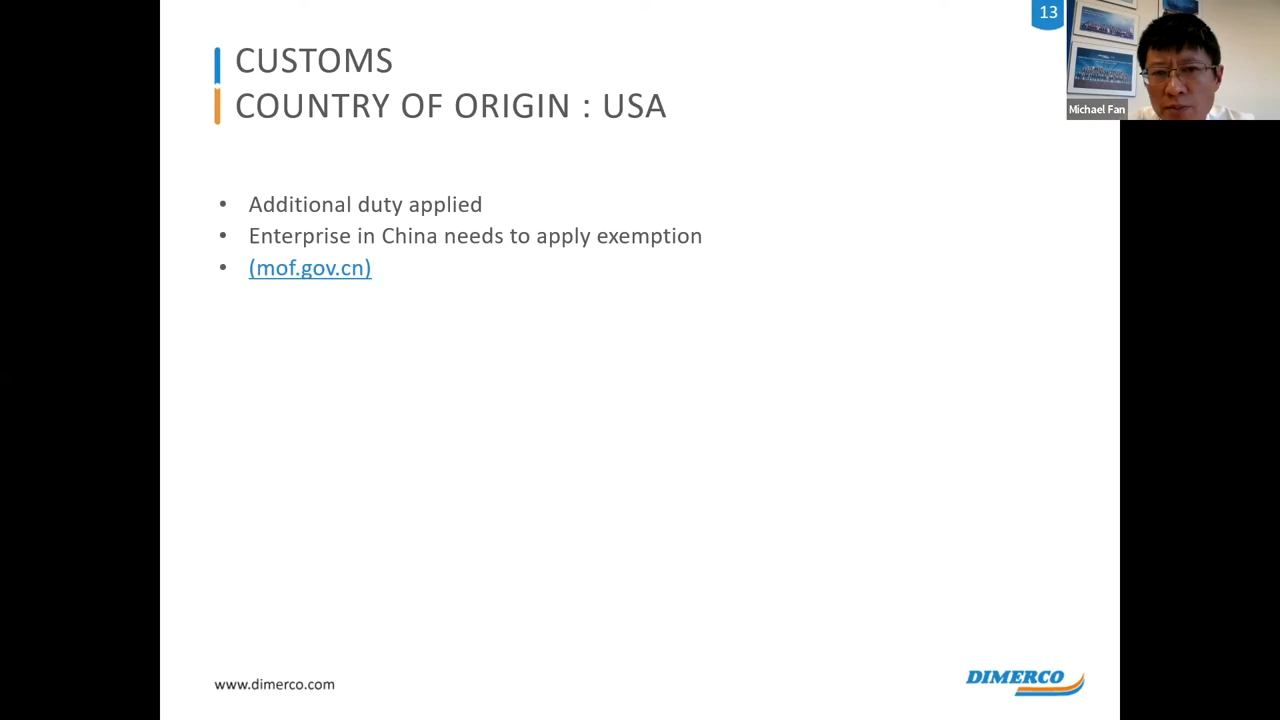 13
CUSTOMS
COUNTRY OF ORIGIN : USA
Michael Fan
• Additional duty applied
• Enterprise in China needs to apply exemption
• (mof.gov.cn)
www.dimerco.com
DIMERCO